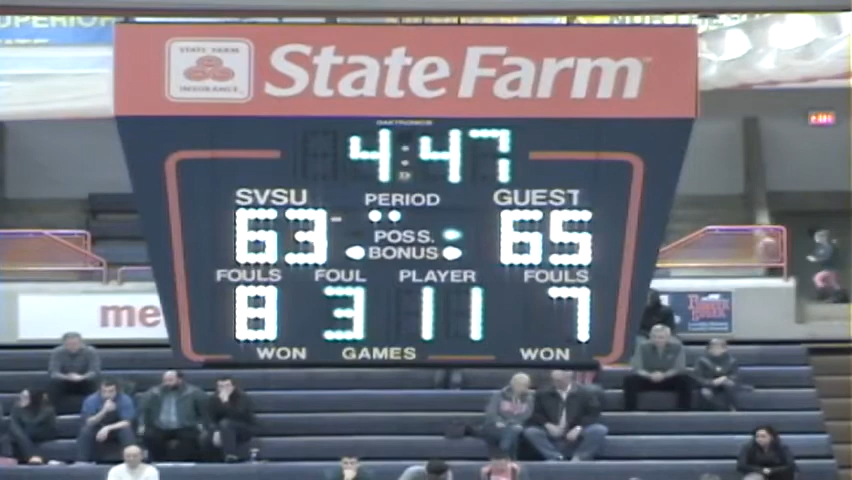 SUPERIOR
STATE FARM
INSURANCE
State Farm
DAKTRONICS
EXIT
4:47
SVSU PERIOD GUEST
63 65
POSS.
BONUS
FOULS FOUL PLAYER FOULS
8 3 11 7
me
WON GAMES WON